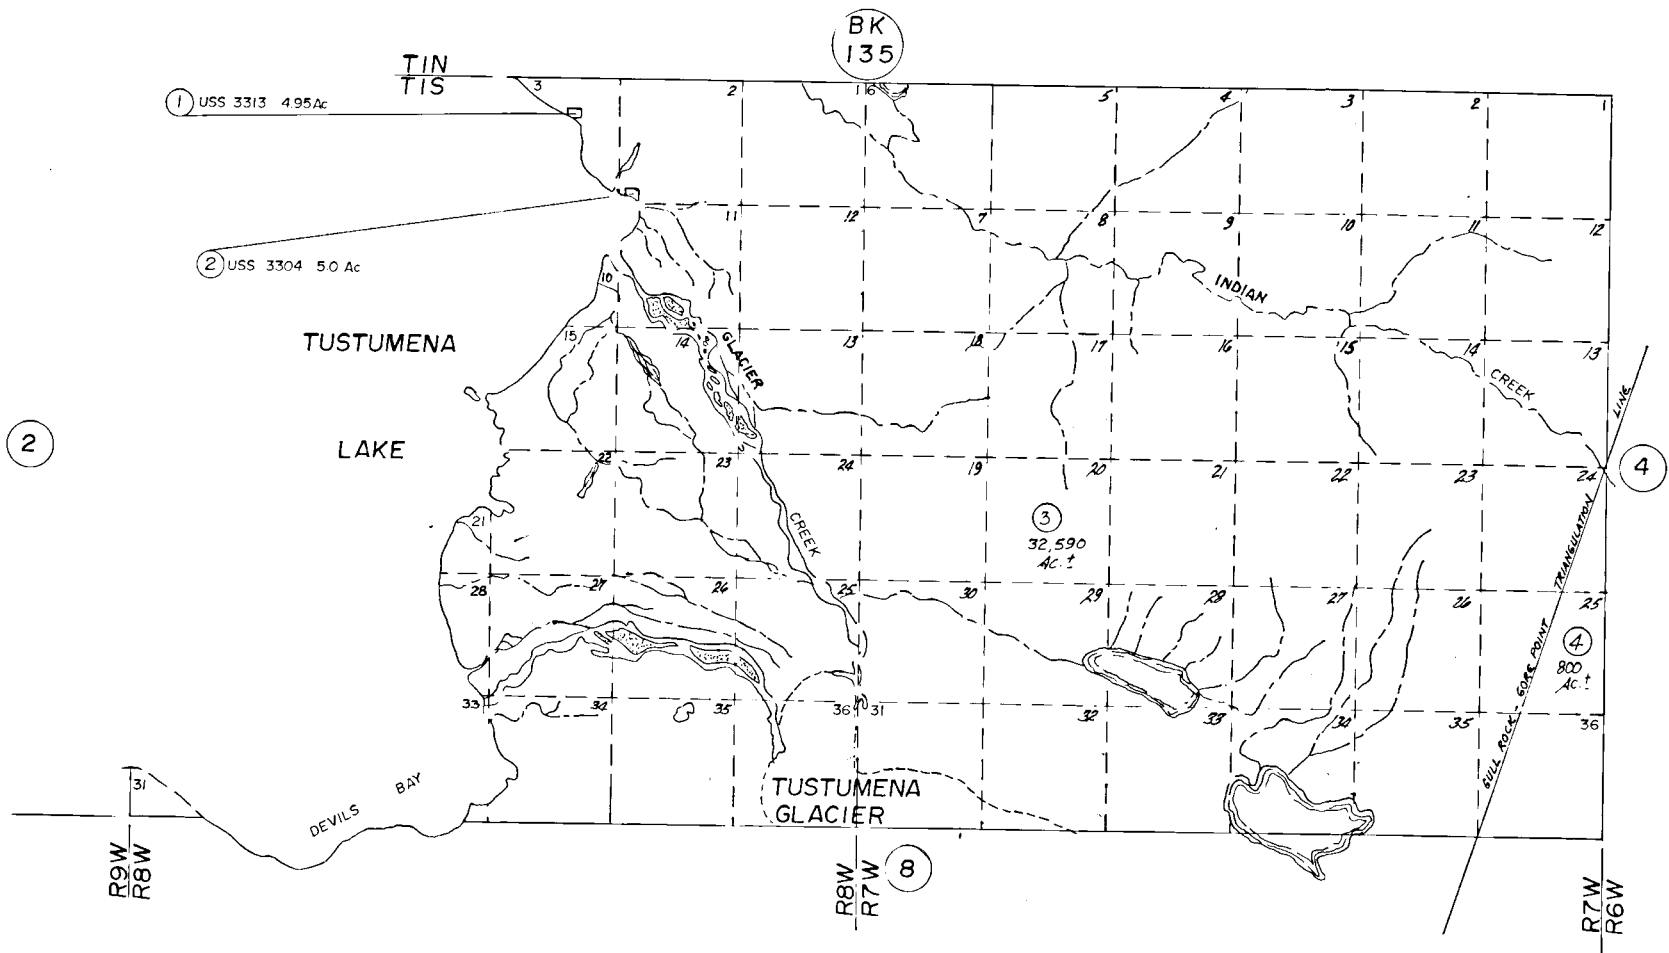 BK
135
T1N
T1S
3
2
1
6
5
4
3
2
1
1 USS 3313 4.95 Ac
11
12
7
8
9
10
11
12
2 USS 3304 5.0 Ac
10
INDIAN
TUSTUMENA
GLACIER
15
14
13
18
17
16
15
14
13
CREEK
LINE
2
LAKE
22
23
24
19
20
21
22
23
24
4
21
CREEK
3
32,590
AC.±
TRIANGULATION
28
27
26
25
30
29
28
27
26
25
4
800
AC.±
GULL ROCK - GORE POINT
33
34
35
36
31
32
33
34
35
36
31
DEVILS BAY
TUSTUMENA
GLACIER
R9W
R8W
R8W
R7W
8
R7W
R6W